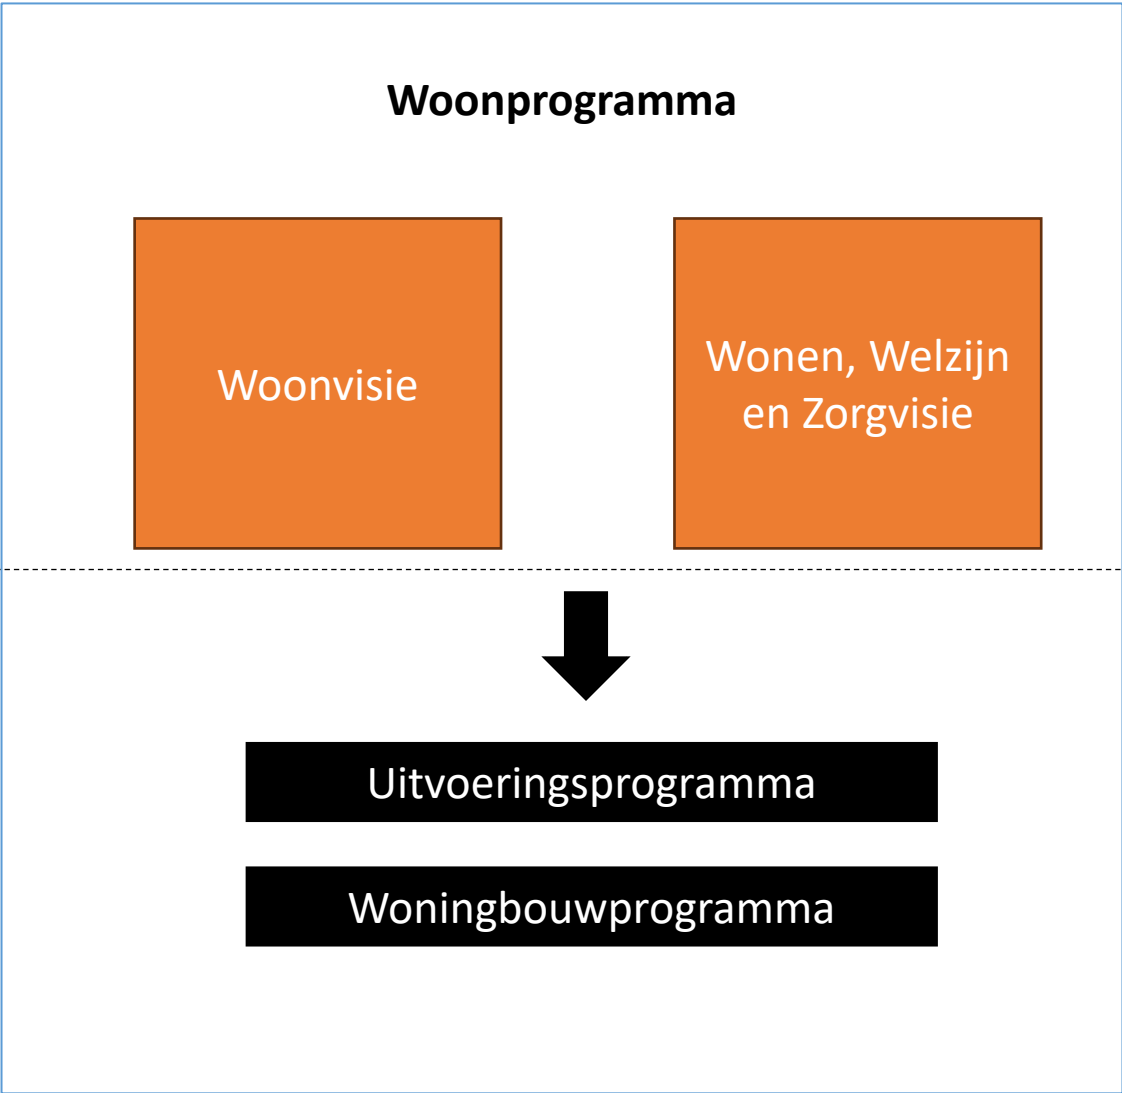 Woonprogramma
Woonvisie
Wonen, Welzijn
en Zorgvisie
Uitvoeringsprogramma
Woningbouwprogramma